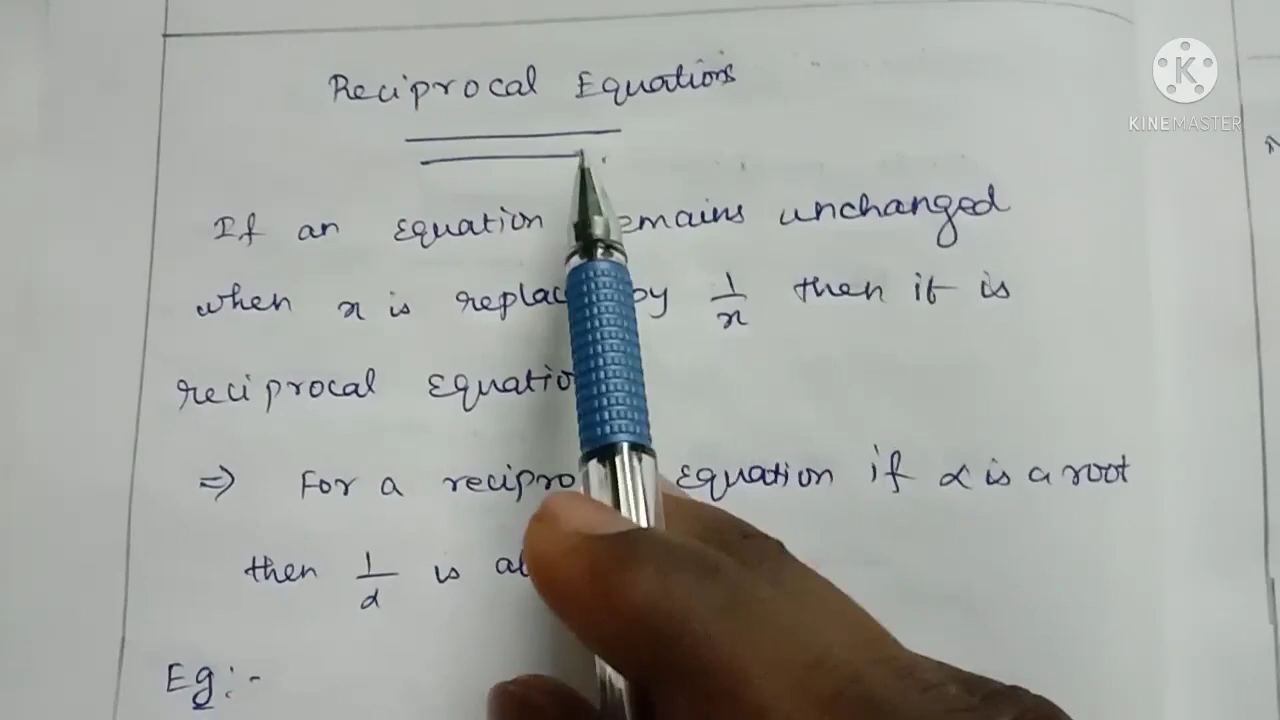 Reciprocal Equations
K
KINEMASTER
If an equation emains unchanged
when x is replac by 1/x then it is
reciprocal equatio
⇒ For a recipro equation if α is a root
then 1/α is al
Eg:-